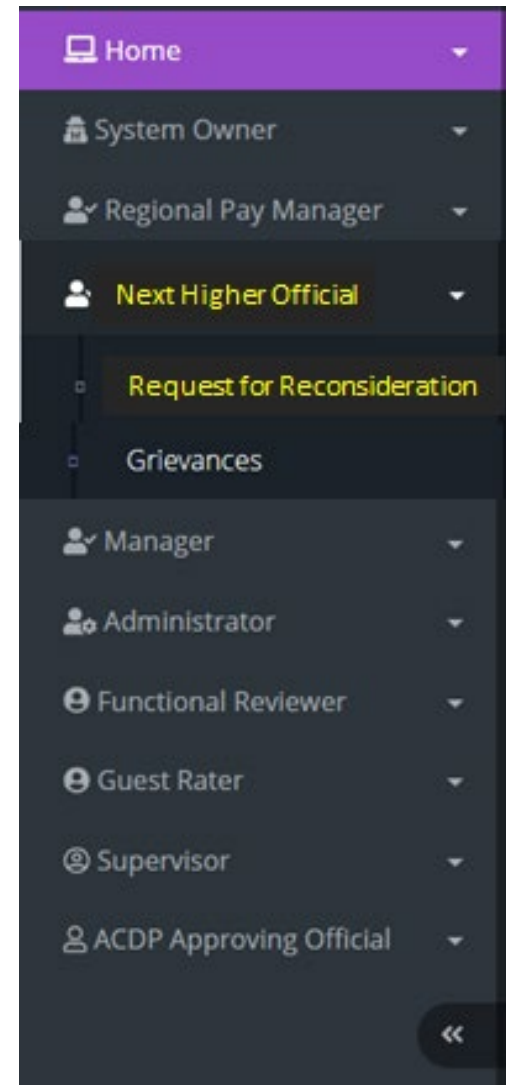 Home
System Owner
Regional Pay Manager
Next Higher Official
Request for Reconsideration
Grievances
Manager
Administrator
Functional Reviewer
Guest Rater
Supervisor
ACDP Approving Official